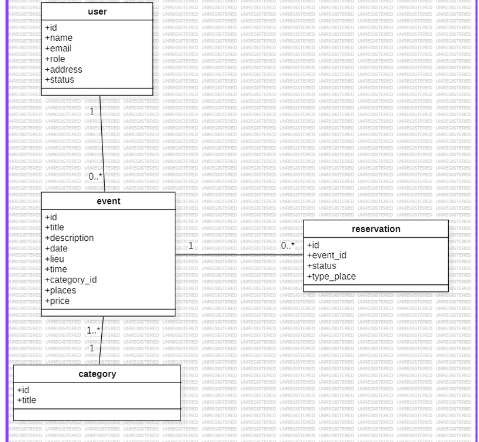 user
+id
+name
+email
+role
+address
+status
1
0..*
event
+id
+title
+description
+date
+lieu
+time
+category_id
+places
+price
1
0..*
reservation
+id
+event_id
+status
+type_place
1..*
1
category
+id
+title
UNREGISTERED